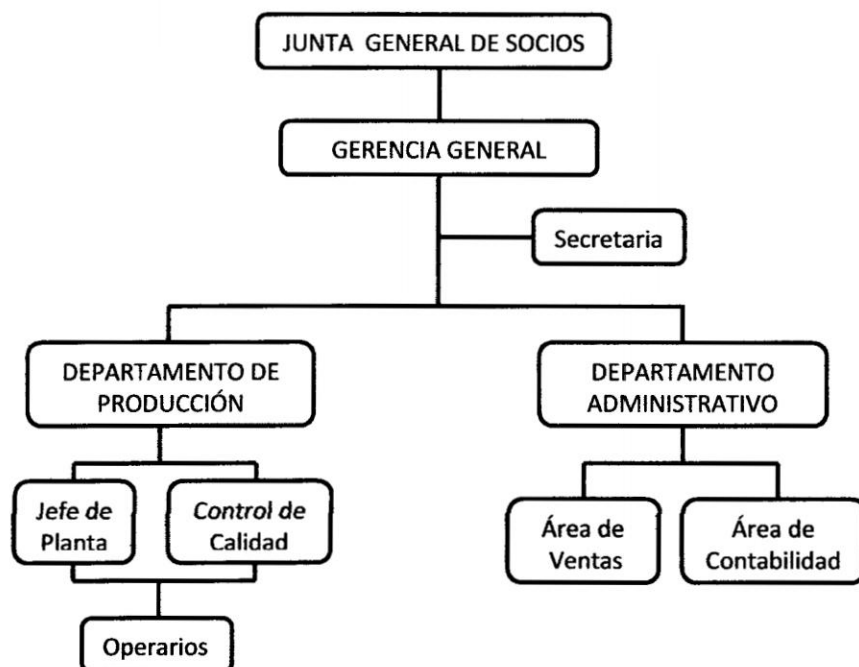 JUNTA GENERAL DE SOCIOS
GERENCIA GENERAL
Secretaria
DEPARTAMENTO DE
PRODUCCIÓN
DEPARTAMENTO
ADMINISTRATIVO
Jefe de
Planta
Control de
Calidad
Área de
Ventas
Área de
Contabilidad
Operarios